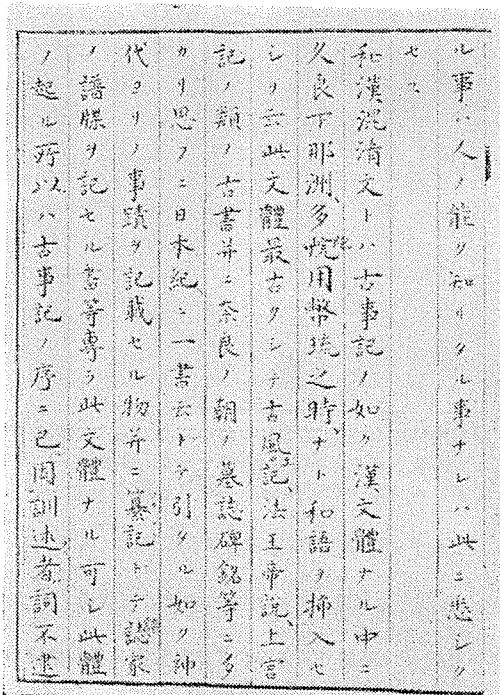 ル事ハ人ノ能ク知リタル事ナレハ此ニ悉シク
セス
和漢混淆文トハ古事記ノ如ク漢文體ナル中ニ
久良下那洲、多陀用幣琉之時、ナト和語ヲ挿入セ
シヲ云此文體最古クシテ古風記、法王帝說、上宮
記ノ類ノ古書并ニ奈良ノ朝ノ墓誌碑銘等ニ多
カリ思フニ日本紀ニ一書云トテ引タル如ク神
代ヨリノ事蹟ヲ記載セル物并ニ纂記トテ諸家
ノ譜牒ヲ記セル書等專ラ此文體ナル可シ此體
ノ起ル所以ハ古事記ノ序ニ已因訓述者詞不逮